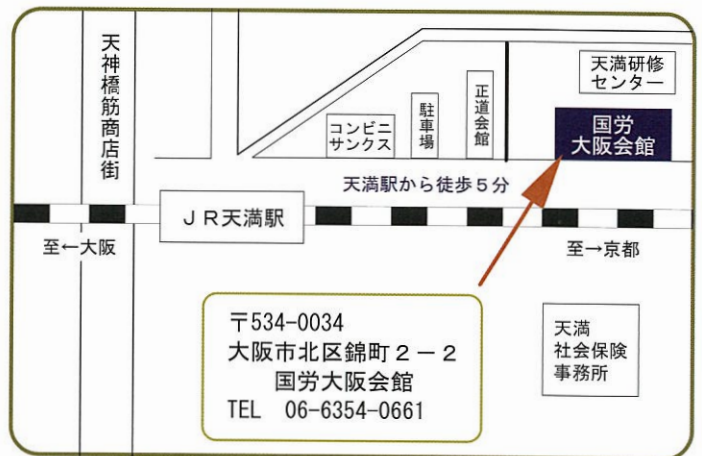 天神橋筋商店街
コンビニ
サンクス
駐車場
正道会館
天満研修
センター
国労
大阪会館
天満駅から徒歩５分
ＪＲ天満駅
至←大阪
至→京都
〒534-0034
大阪市北区錦町２－２
国労大阪会館
TEL 06-6354-0661
天満
社会保険
事務所